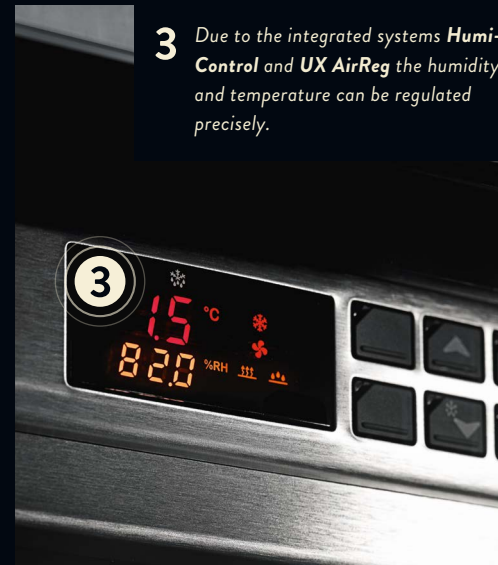 3
Due to the integrated systems Humi-
Control and UX AirReg the humidity
and temperature can be regulated
precisely.
3
1.5 °C
82.0 %RH